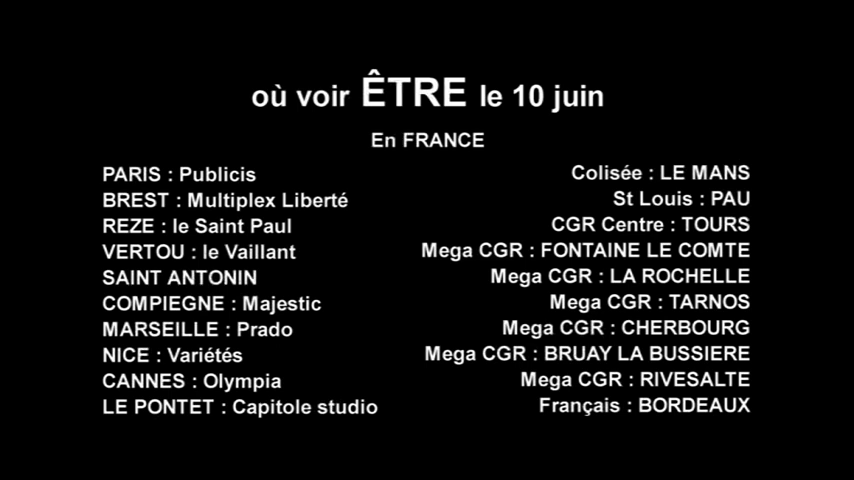 où voir ÊTRE le 10 juin
En FRANCE
PARIS : Publicis
BREST : Multiplex Liberté
REZE : le Saint Paul
VERTOU : le Vaillant
SAINT ANTONIN
COMPIEGNE : Majestic
MARSEILLE : Prado
NICE : Variétés
CANNES : Olympia
LE PONTET : Capitole studio
Colisée : LE MANS
St Louis : PAU
CGR Centre : TOURS
Mega CGR : FONTAINE LE COMTE
Mega CGR : LA ROCHELLE
Mega CGR : TARNOS
Mega CGR : CHERBOURG
Mega CGR : BRUAY LA BUSSIERE
Mega CGR : RIVESALTE
Français : BORDEAUX